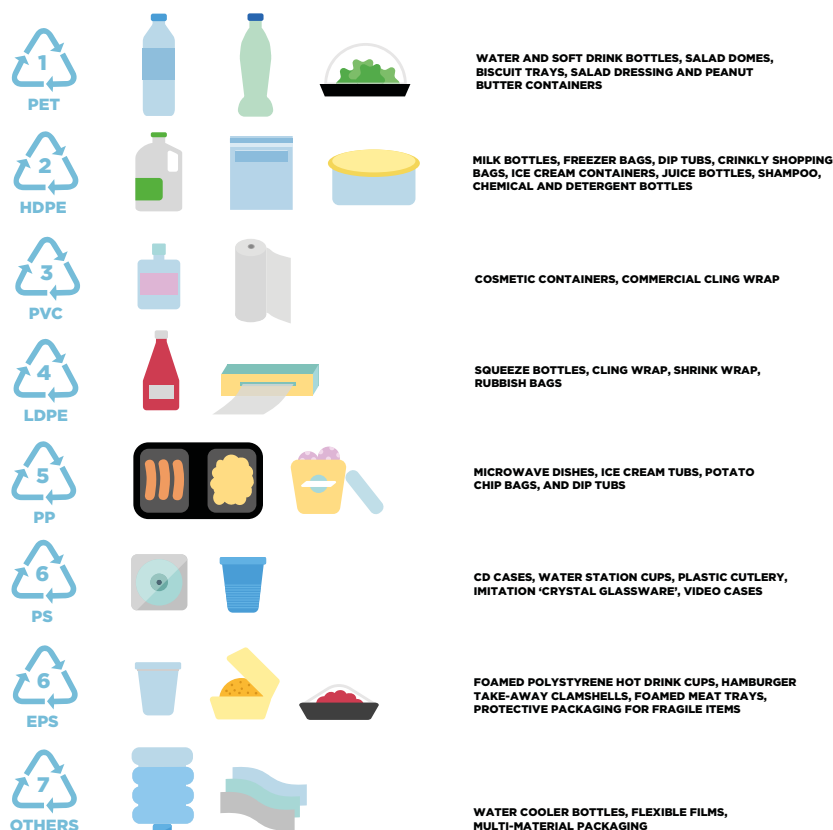 1
PET
WATER AND SOFT DRINK BOTTLES, SALAD DOMES,
BISCUIT TRAYS, SALAD DRESSING AND PEANUT
BUTTER CONTAINERS
2
HDPE
MILK BOTTLES, FREEZER BAGS, DIP TUBS, CRINKLY SHOPPING
BAGS, ICE CREAM CONTAINERS, JUICE BOTTLES, SHAMPOO,
CHEMICAL AND DETERGENT BOTTLES
3
PVC
COSMETIC CONTAINERS, COMMERCIAL CLING WRAP
4
LDPE
SQUEEZE BOTTLES, CLING WRAP, SHRINK WRAP,
RUBBISH BAGS
5
PP
MICROWAVE DISHES, ICE CREAM TUBS, POTATO
CHIP BAGS, AND DIP TUBS
6
PS
CD CASES, WATER STATION CUPS, PLASTIC CUTLERY,
IMITATION ‘CRYSTAL GLASSWARE’, VIDEO CASES
6
EPS
FOAMED POLYSTYRENE HOT DRINK CUPS, HAMBURGER
TAKE-AWAY CLAMSHELLS, FOAMED MEAT TRAYS,
PROTECTIVE PACKAGING FOR FRAGILE ITEMS
7
OTHERS
WATER COOLER BOTTLES, FLEXIBLE FILMS,
MULTI-MATERIAL PACKAGING